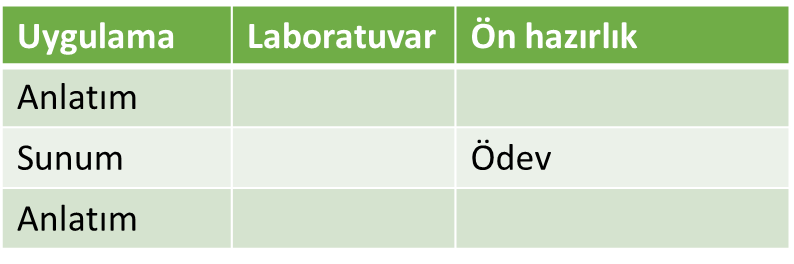 Uygulama Laboratuvar Ön hazırlık
Anlatım
Sunum Ödev
Anlatım